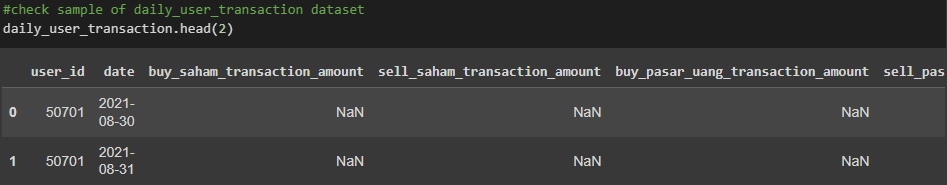 #check sample of daily_user_transaction dataset
daily_user_transaction.head(2)
user_id date buy_saham_transaction_amount sell_saham_transaction_amount buy_pasar_uang_transaction_amount sell_pas
0 50701 2021-
08-30 NaN NaN NaN
1 50701 2021-
08-31 NaN NaN NaN